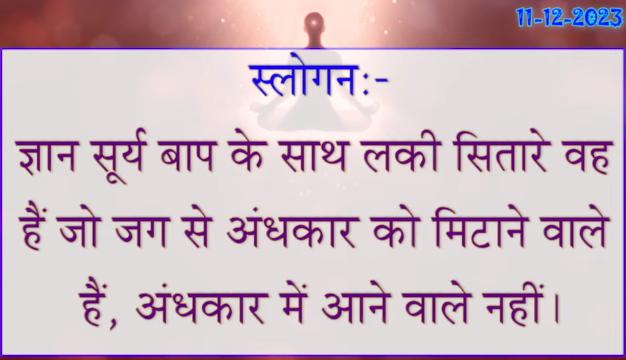 11-12-2023
स्लोगन:-
ज्ञान सूर्य बाप के साथ लकी सितारे वह
हैं जो जग से अंधकार को मिटाने वाले
हैं, अंधकार में आने वाले नहीं।